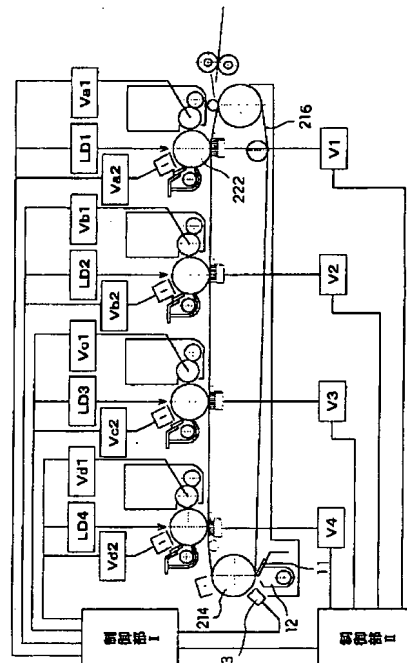 Va1
LD1
Va2
Vb1
LD2
Vb2
Vc1
LD3
Vc2
Vd1
LD4
Vd2
222
216
V1
V2
V3
V4
214
11
12
3
制御部 I
制御部 II